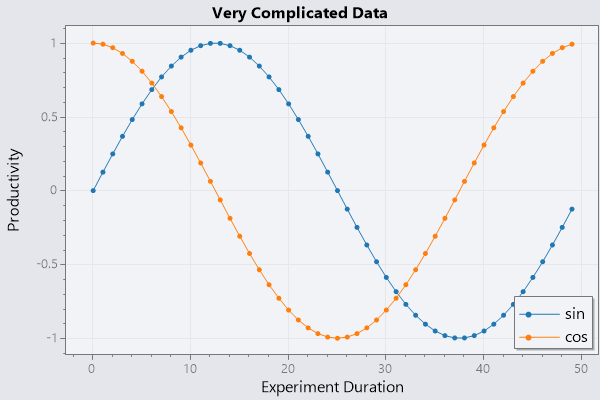 Very Complicated Data
Productivity
1
0.5
0
-0.5
-1
0
10
20
30
40
50
Experiment Duration
sin
cos